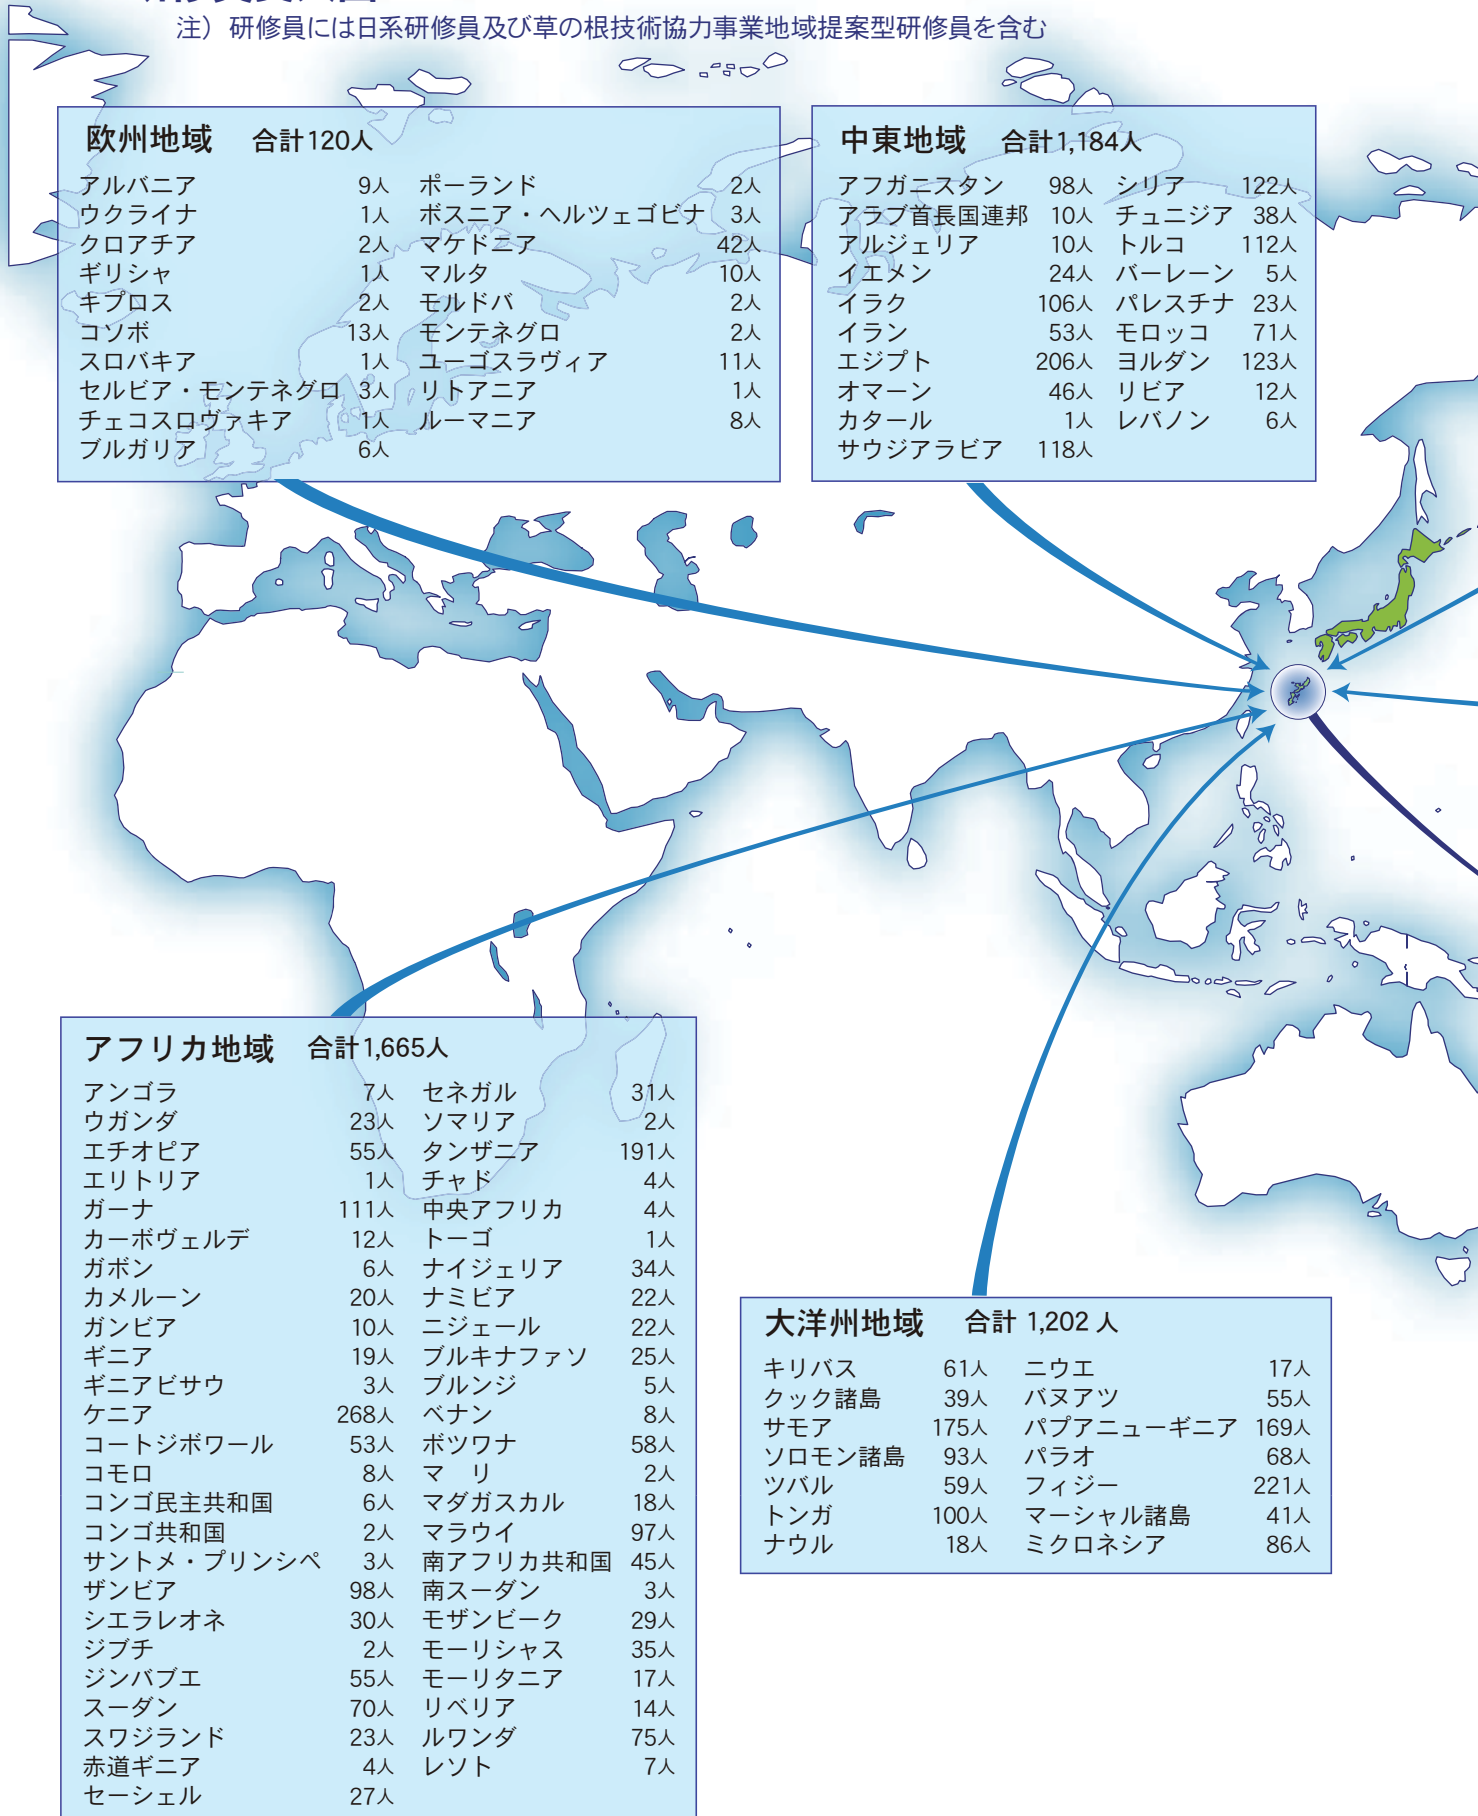 注）研修員には日系研修員及び草の根技術協力事業地域提案型研修員を含む
欧州地域　合計120人
アルバニア 9人
ウクライナ 1人
クロアチア 2人
ギリシャ 1人
キプロス 2人
コソボ 13人
スロバキア 1人
セルビア・モンテネグロ 3人
チェコスロヴァキア 1人
ブルガリア 6人
ポーランド 2人
ボスニア・ヘルツェゴビナ 3人
マケドニア 42人
マルタ 10人
モルドバ 2人
モンテネグロ 2人
ユーゴスラヴィア 11人
リトアニア 1人
ルーマニア 8人
中東地域　合計1,184人
アフガニスタン 98人
アラブ首長国連邦 10人
アルジェリア 10人
イエメン 24人
イラク 106人
イラン 53人
エジプト 206人
オマーン 46人
カタール 1人
サウジアラビア 118人
シリア 122人
チュニジア 38人
トルコ 112人
バーレーン 5人
パレスチナ 23人
モロッコ 71人
ヨルダン 123人
リビア 12人
レバノン 6人
アフリカ地域　合計1,665人
アンゴラ 7人
ウガンダ 23人
エチオピア 55人
エリトリア 1人
ガーナ 111人
カーボヴェルデ 12人
ガボン 6人
カメルーン 20人
ガンビア 10人
ギニア 19人
ギニアビサウ 3人
ケニア 268人
コートジボワール 53人
コモロ 8人
コンゴ民主共和国 6人
コンゴ共和国 2人
サントメ・プリンシペ 3人
ザンビア 98人
シエラレオネ 30人
ジブチ 2人
ジンバブエ 55人
スーダン 70人
スワジランド 23人
赤道ギニア 4人
セーシェル 27人
セネガル 31人
ソマリア 2人
タンザニア 191人
チャド 4人
中央アフリカ 4人
トーゴ 1人
ナイジェリア 34人
ナミビア 22人
ニジェール 22人
ブルキナファソ 25人
ブルンジ 5人
ベナン 8人
ボツワナ 58人
マ　リ 2人
マダガスカル 18人
マラウイ 97人
南アフリカ共和国 45人
南スーダン 3人
モザンビーク 29人
モーリシャス 35人
モーリタニア 17人
リベリア 14人
ルワンダ 75人
レソト 7人
大洋州地域　合計 1,202 人
キリバス 61人
クック諸島 39人
サモア 175人
ソロモン諸島 93人
ツバル 59人
トンガ 100人
ナウル 18人
ニウエ 17人
バヌアツ 55人
パプアニューギニア 169人
パラオ 68人
フィジー 221人
マーシャル諸島 41人
ミクロネシア 86人